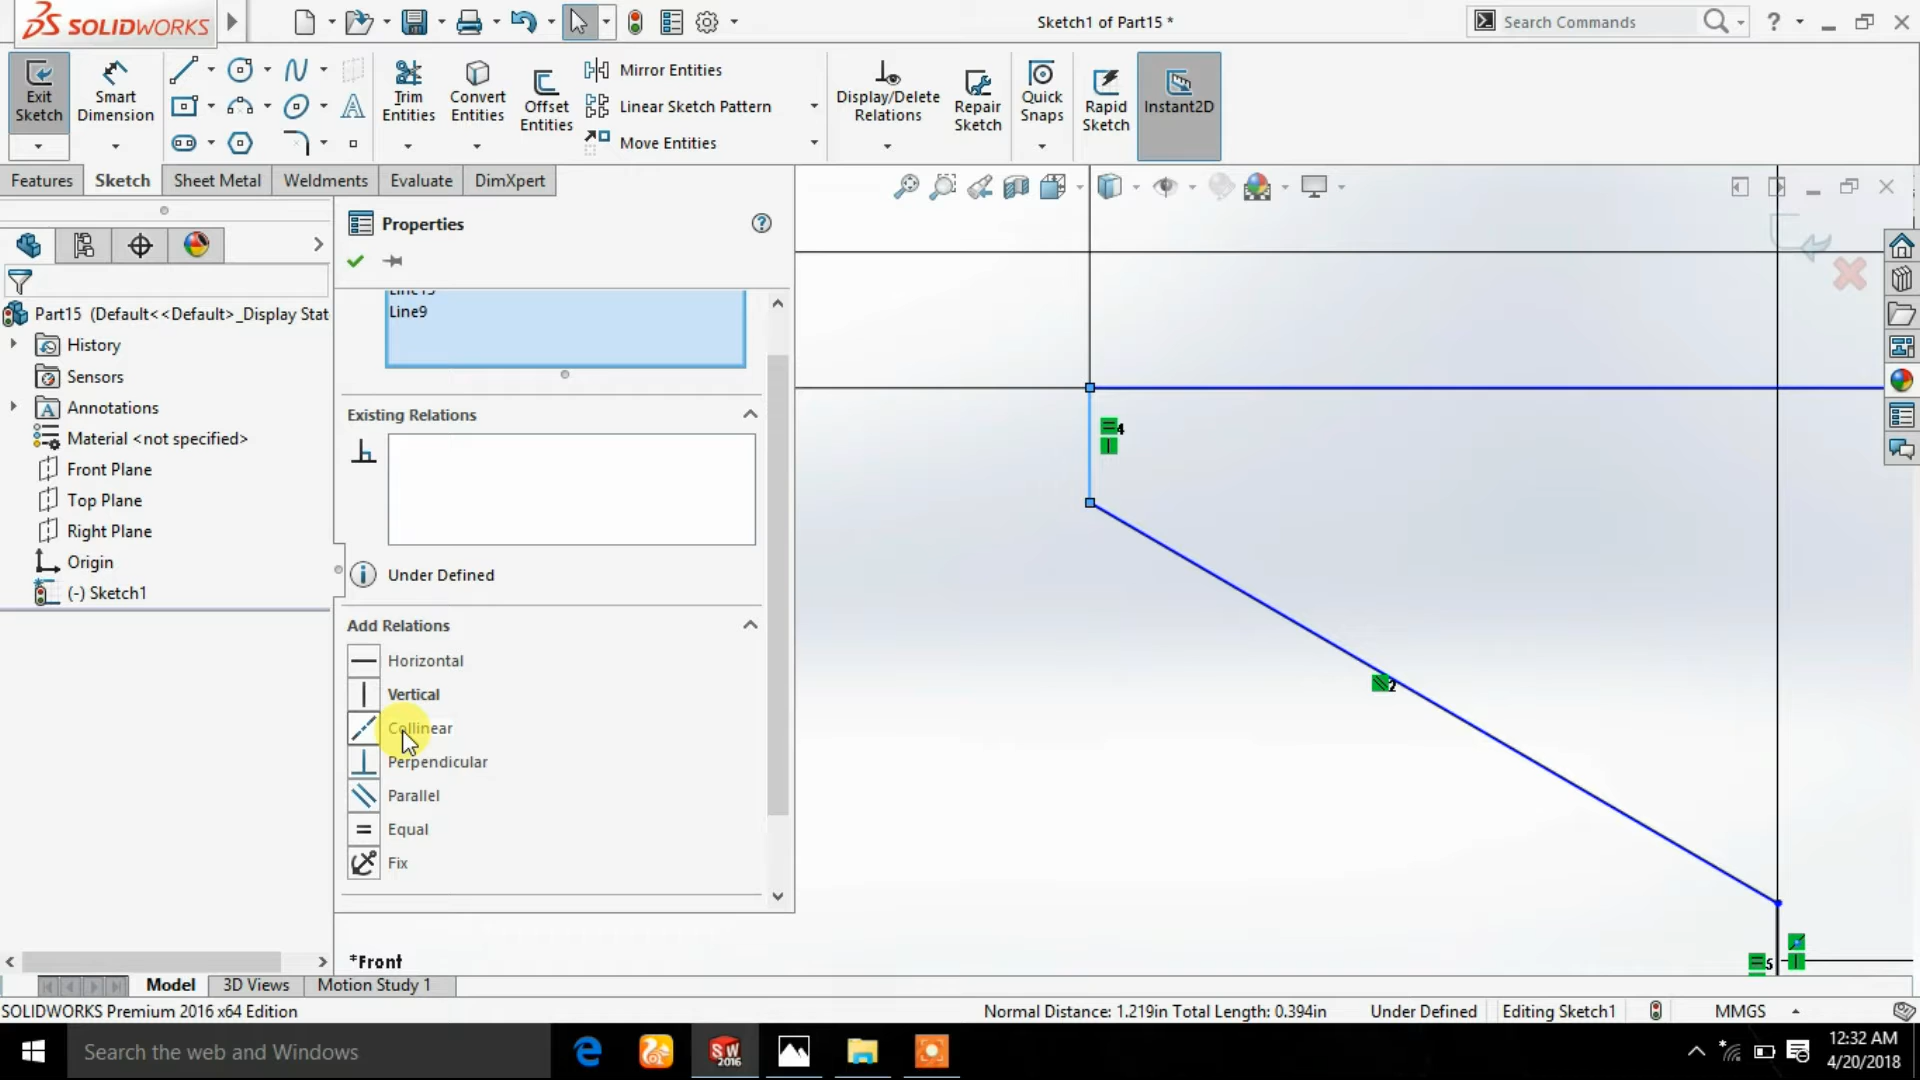 SOLIDWORKS
Sketch1 of Part15 *
Search Commands
?
Exit Sketch
Smart Dimension
Trim Entities
Convert Entities
Offset Entities
Mirror Entities
Linear Sketch Pattern
Move Entities
Display/Delete Relations
Repair Sketch
Quick Snaps
Rapid Sketch
Instant2D
Features
Sketch
Sheet Metal
Weldments
Evaluate
DimXpert
Properties
Part15 (Default<<Default>_Display Stat
History
Sensors
Annotations
Material <not specified>
Front Plane
Top Plane
Right Plane
Origin
(-) Sketch1
Line9
Existing Relations
Under Defined
Add Relations
Horizontal
Vertical
Collinear
Perpendicular
Parallel
Equal
Fix
4
2
5
*Front
Model
3D Views
Motion Study 1
SOLIDWORKS Premium 2016 x64 Edition
Normal Distance: 1.219in Total Length: 0.394in
Under Defined
Editing Sketch1
MMGS
Search the web and Windows
SW
2016
12:32 AM
4/20/2018